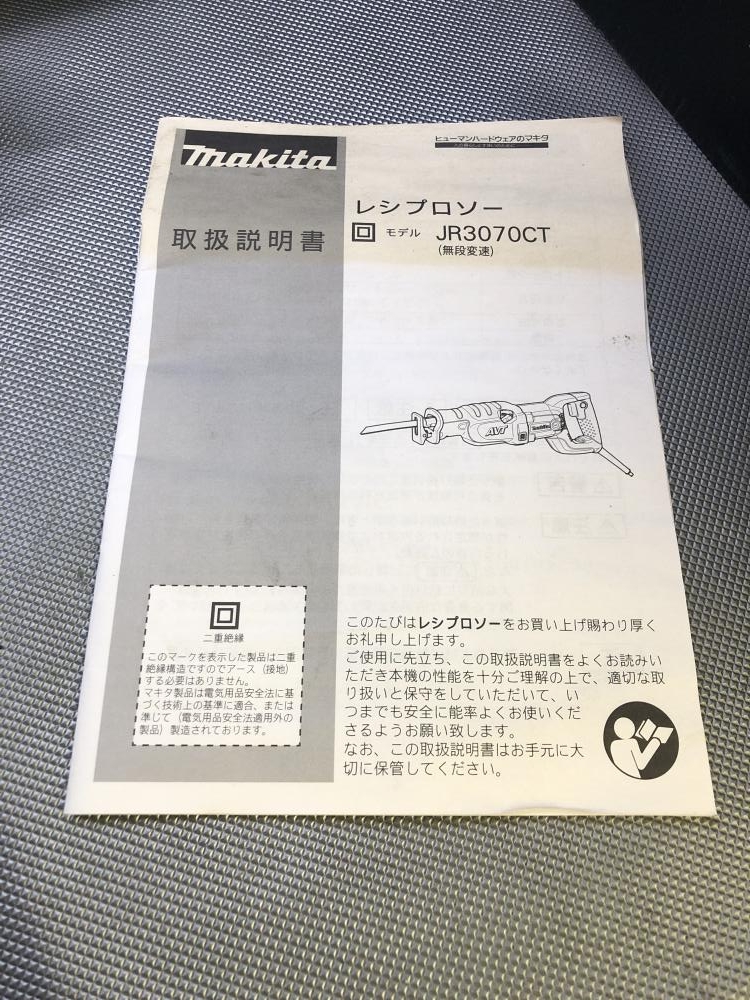 makita
ヒューマンハードウェアのマキタ
取扱説明書
レシプロソー
モデル JR3070CT
(無段変速)
AVT
makita
二重絶縁
このマークを表示した製品は二重
絶縁構造ですのでアース（接地）
する必要はありません。
マキタ製品は電気用品安全法に基
づく技術上の基準に適合、または
準じて（電気用品安全法適用外の
製品）製造されております。
このたびはレシプロソーをお買い上げ賜わり厚く
お礼申し上げます。
ご使用に先立ち、この取扱説明書をよくお読みい
ただき本機の性能を十分ご理解の上で、適切な取
り扱いと保守をしていただいて、い
つまでも安全に能率よくお使いくだ
さるようお願い致します。
なお、この取扱説明書はお手元に大
切に保管してください。